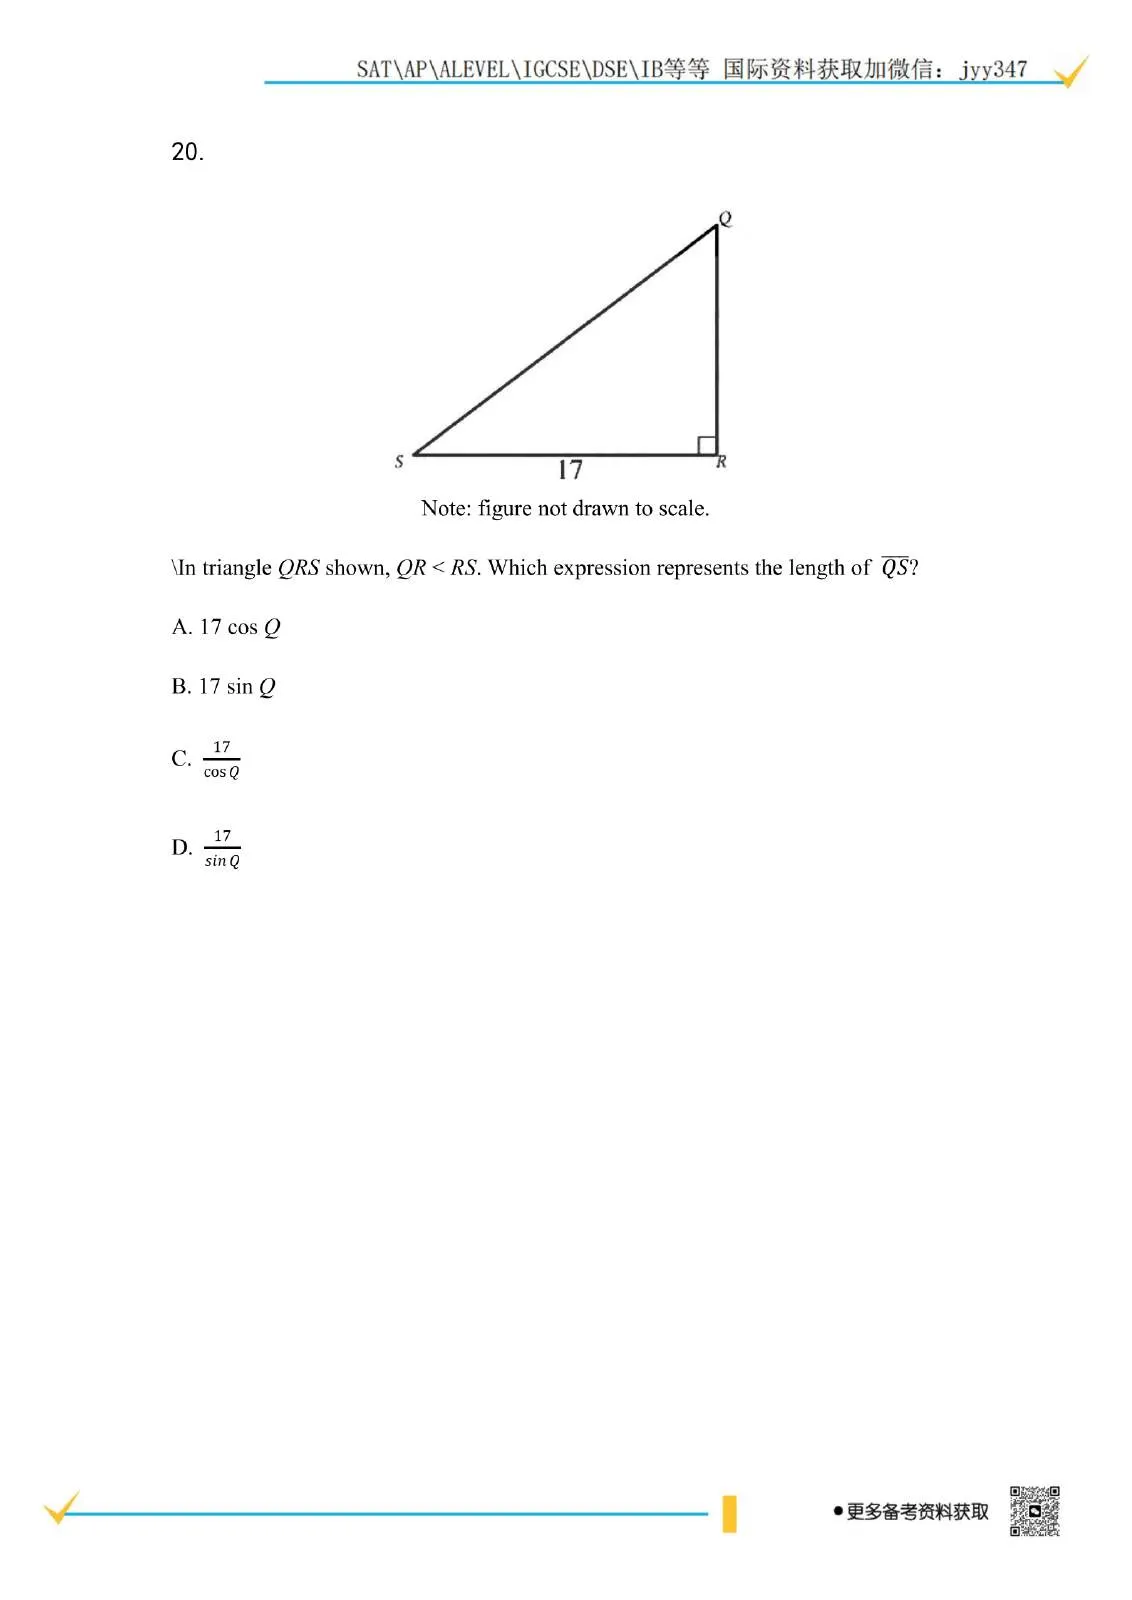 SAT\AP\ALEVEL\IGCSE\DSE\IB等等 国际资料获取加微信：jyy347
20.
Q
S
R
17
Note: figure not drawn to scale.
\In triangle QRS shown, QR < RS. Which expression represents the length of Q̅S̅?
A. 17 cos Q
B. 17 sin Q
C. 17/cos Q
D. 17/sin Q
●更多备考资料获取